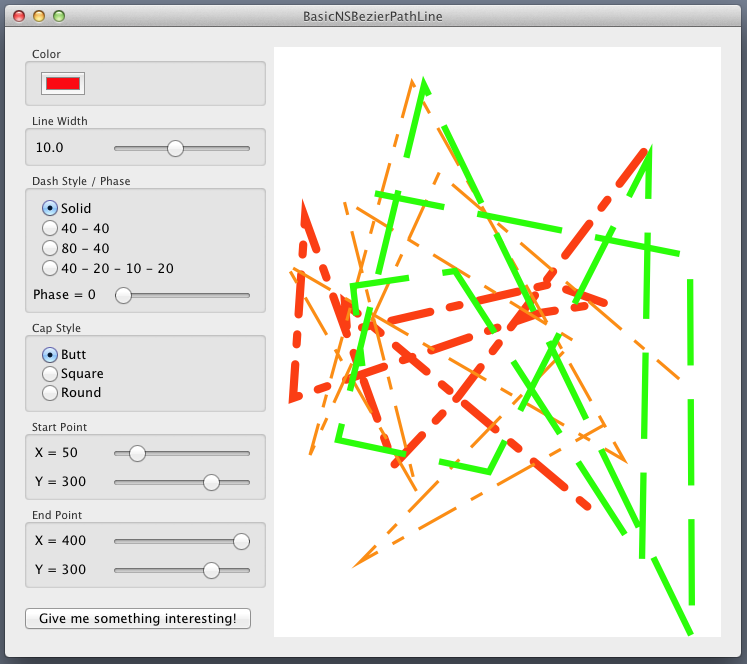 BasicNSBezierPathLine
Color
Line Width
10.0
Dash Style / Phase
Solid
40 – 40
80 – 40
40 – 20 – 10 – 20
Phase = 0
Cap Style
Butt
Square
Round
Start Point
X = 50
Y = 300
End Point
X = 400
Y = 300
Give me something interesting!